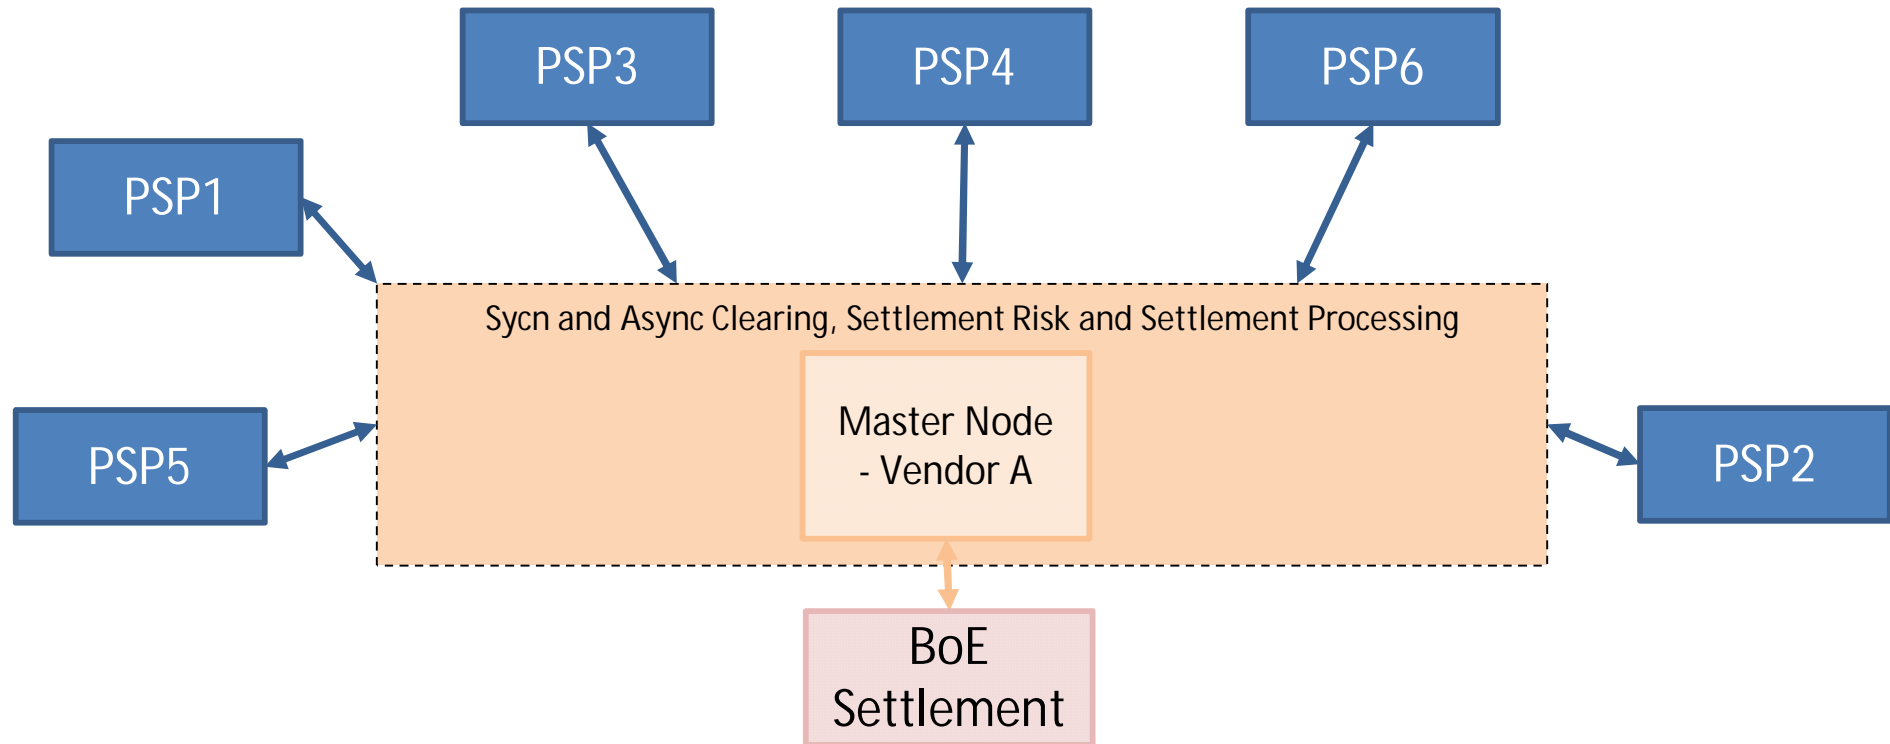 PSP3
PSP4
PSP6
PSP1
Sycn and Async Clearing, Settlement Risk and Settlement Processing
Master Node
- Vendor A
PSP5
PSP2
BoE
Settlement